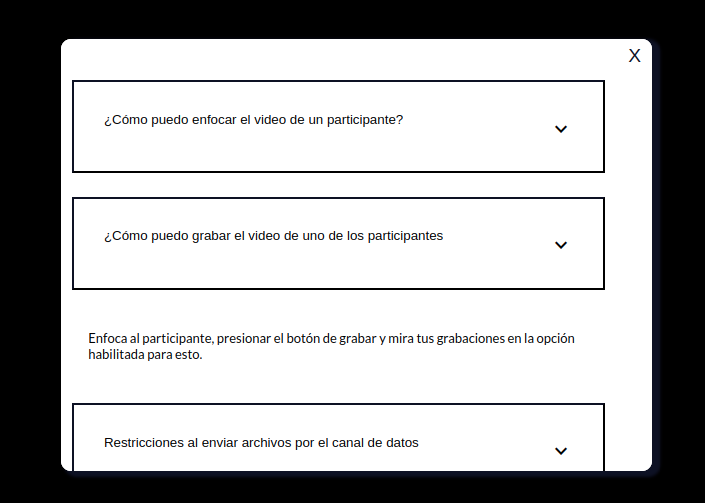 X
¿Cómo puedo enfocar el video de un participante?
¿Cómo puedo grabar el video de uno de los participantes
Enfoca al participante, presionar el botón de grabar y mira tus grabaciones en la opción
habilitada para esto.
Restricciones al enviar archivos por el canal de datos